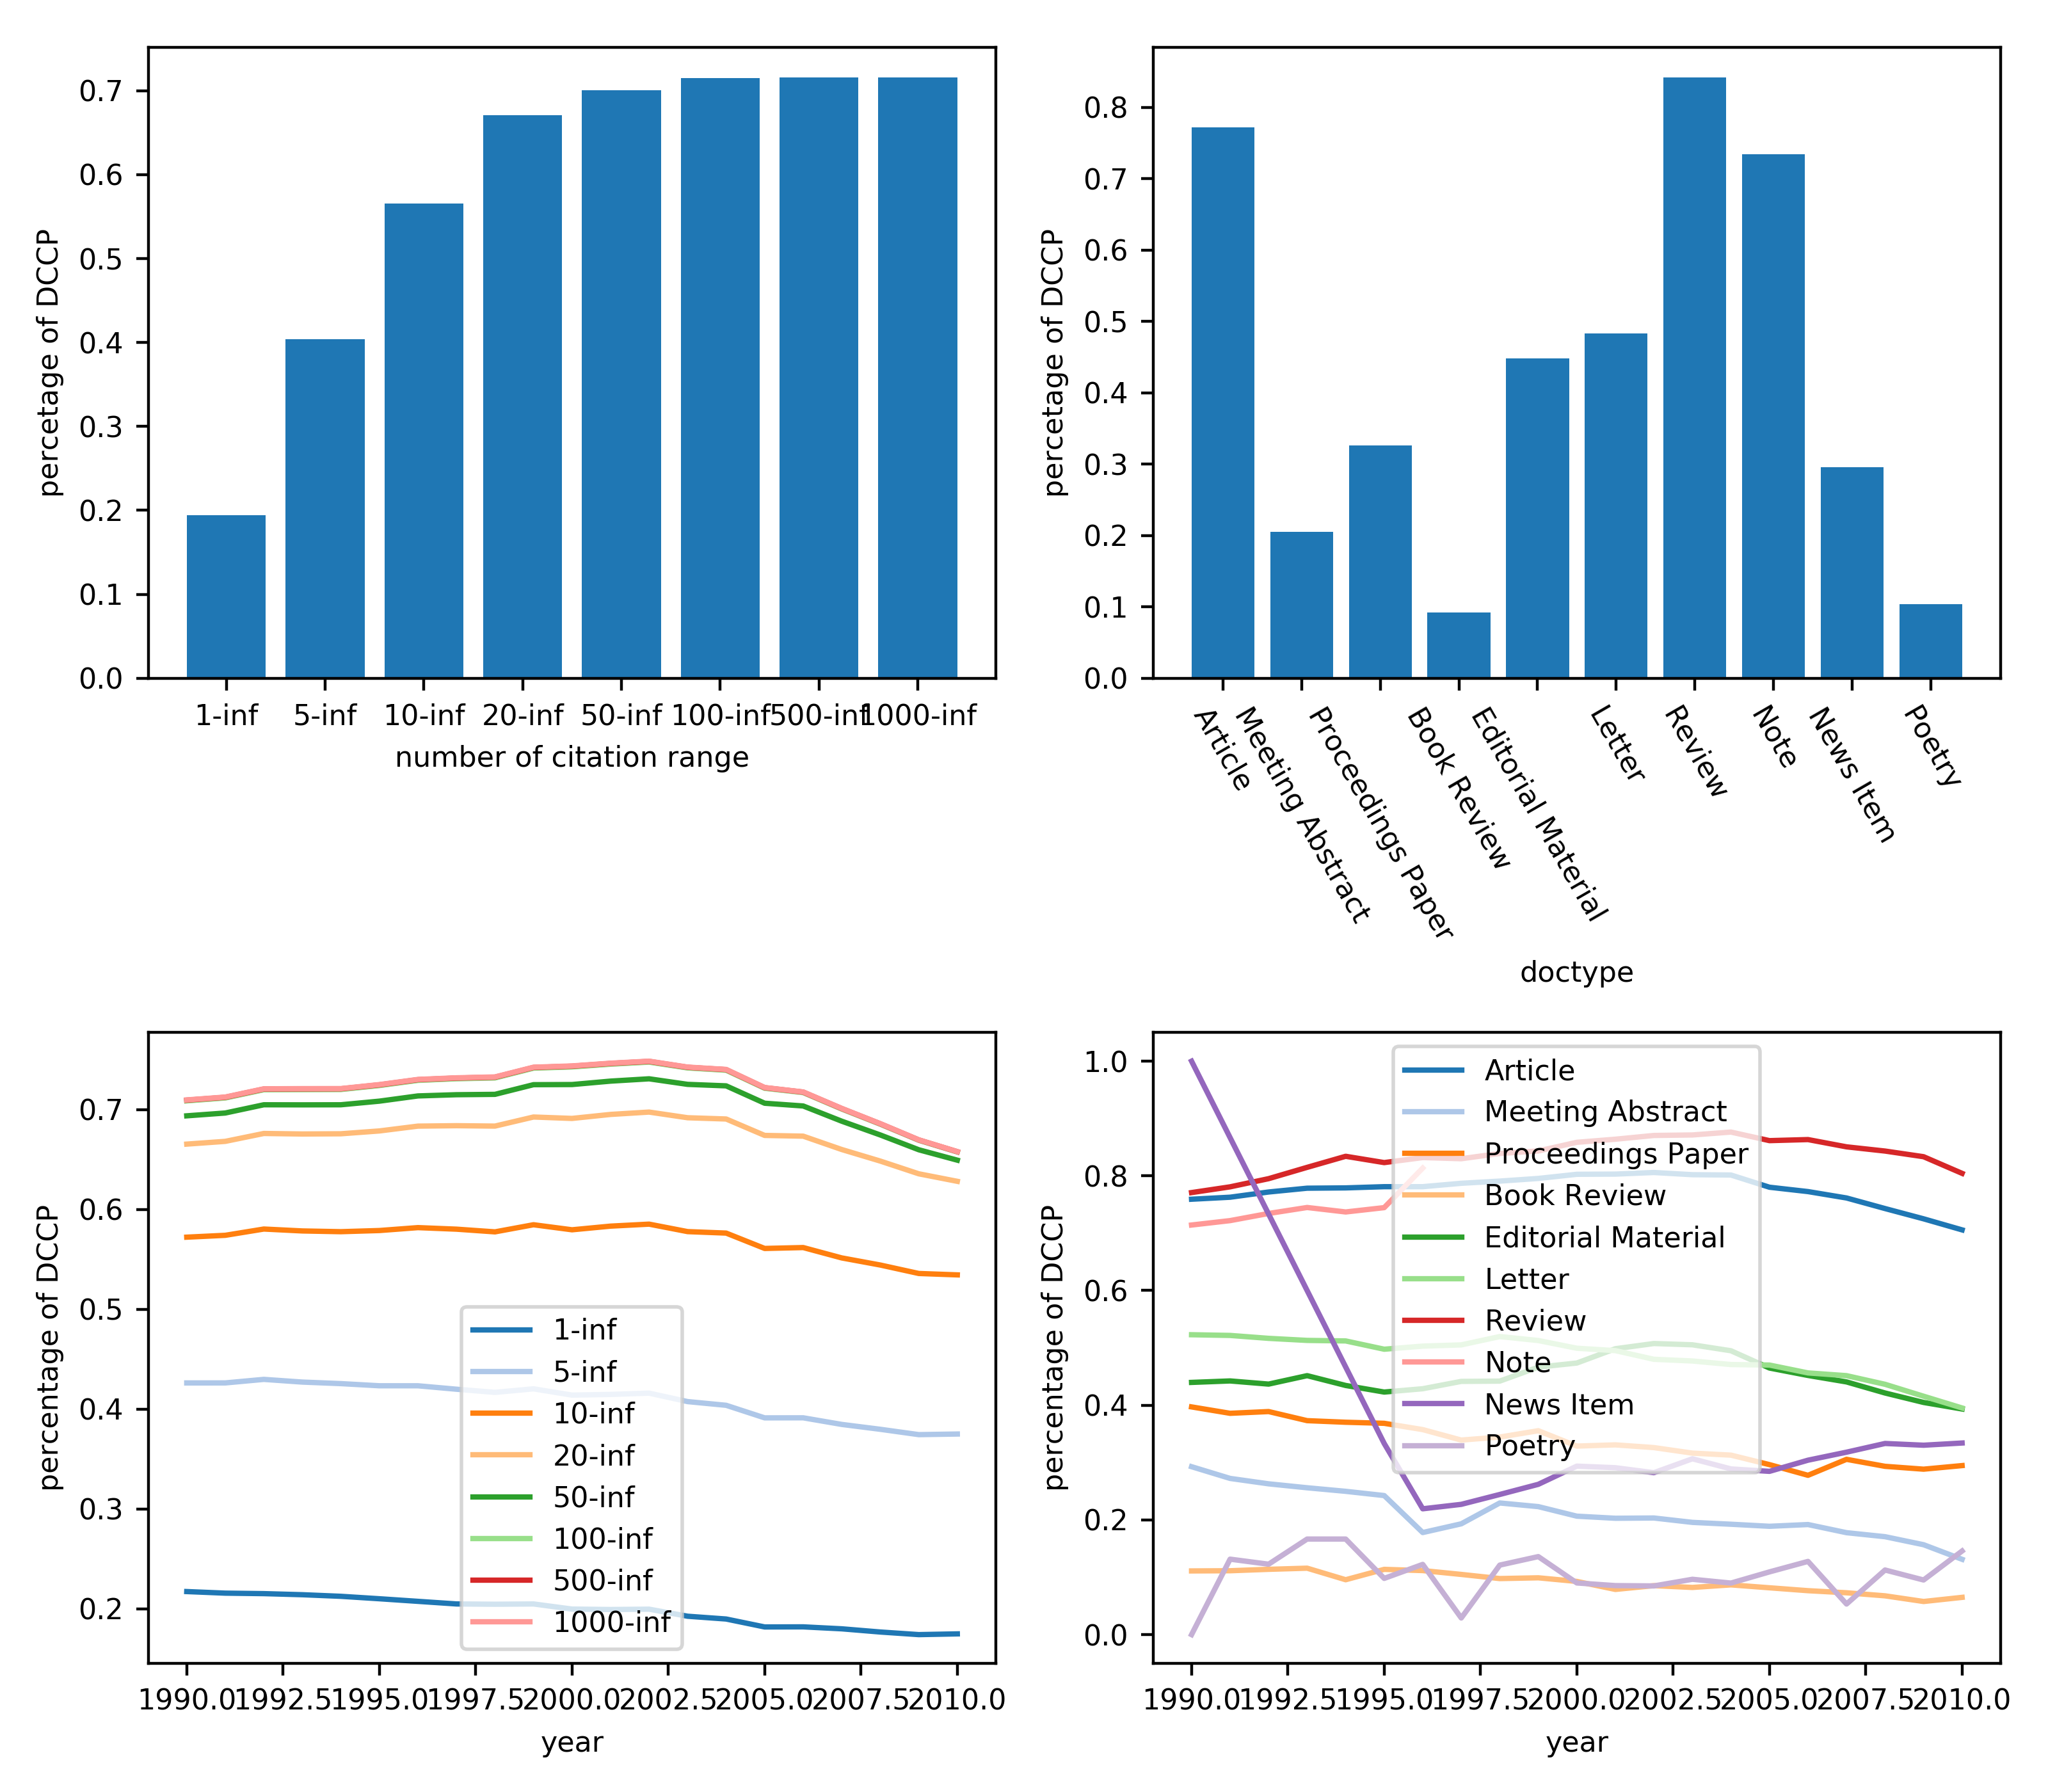 percetage of DCCP
0.7
0.6
0.5
0.4
0.3
0.2
0.1
0.0
1-inf
5-inf
10-inf
20-inf
50-inf
100-inf
500-inf
1000-inf
number of citation range
percetage of DCCP
0.8
0.7
0.6
0.5
0.4
0.3
0.2
0.1
0.0
Article
Meeting Abstract
Proceedings Paper
Book Review
Editorial Material
Letter
Review
Note
News Item
Poetry
doctype
percentage of DCCP
0.7
0.6
0.5
0.4
0.3
0.2
1-inf
5-inf
10-inf
20-inf
50-inf
100-inf
500-inf
1000-inf
1990.0
1992.5
1995.0
1997.5
2000.0
2002.5
2005.0
2007.5
2010.0
year
percentage of DCCP
1.0
0.8
0.6
0.4
0.2
0.0
Article
Meeting Abstract
Proceedings Paper
Book Review
Editorial Material
Letter
Review
Note
News Item
Poetry
1990.0
1992.5
1995.0
1997.5
2000.0
2002.5
2005.0
2007.5
2010.0
year